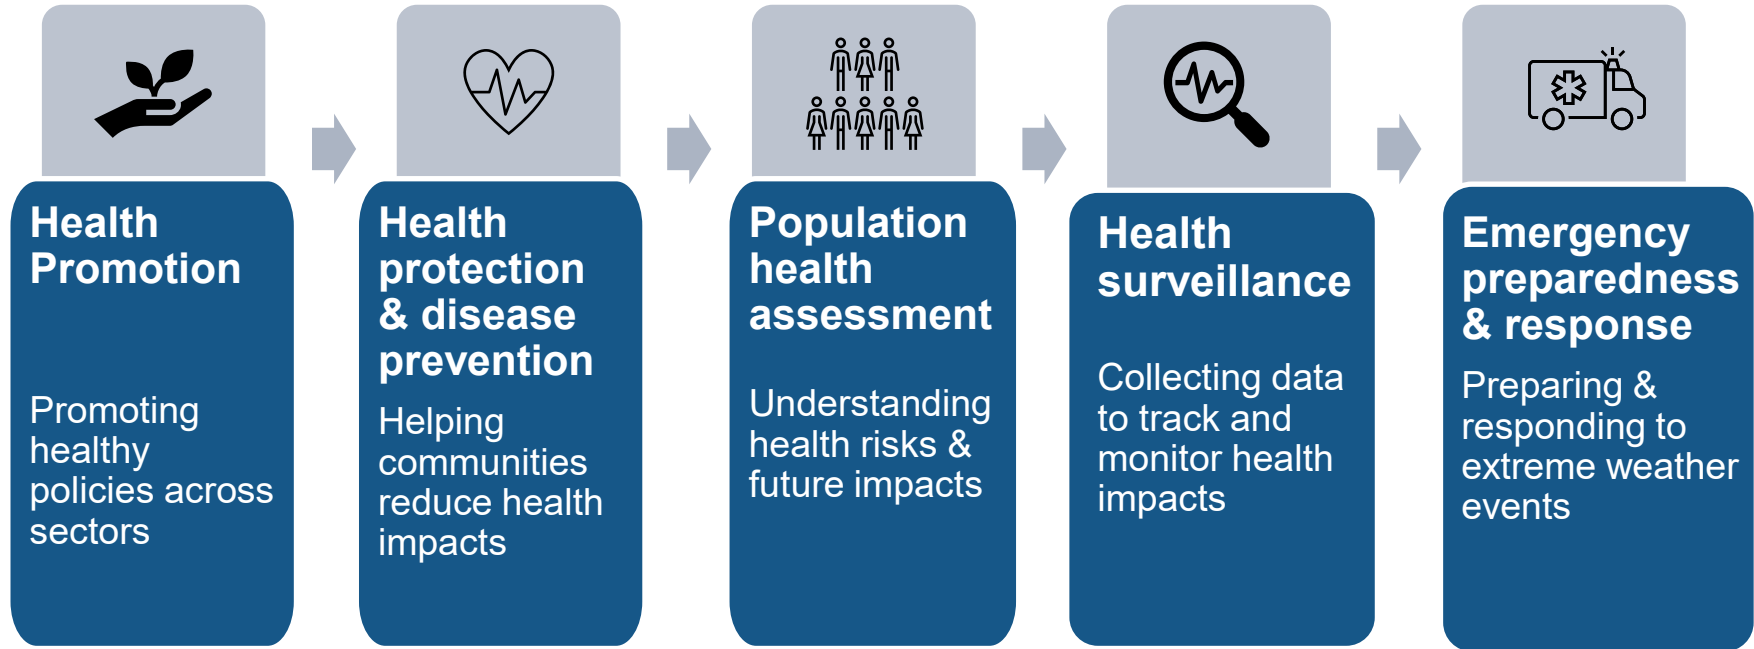 Health
Promotion
Promoting
healthy
policies across
sectors
Health
protection
& disease
prevention
Helping
communities
reduce health
impacts
Population
health
assessment
Understanding
health risks &
future impacts
Health
surveillance
Collecting data
to track and
monitor health
impacts
Emergency
preparedness
& response
Preparing &
responding to
extreme weather
events